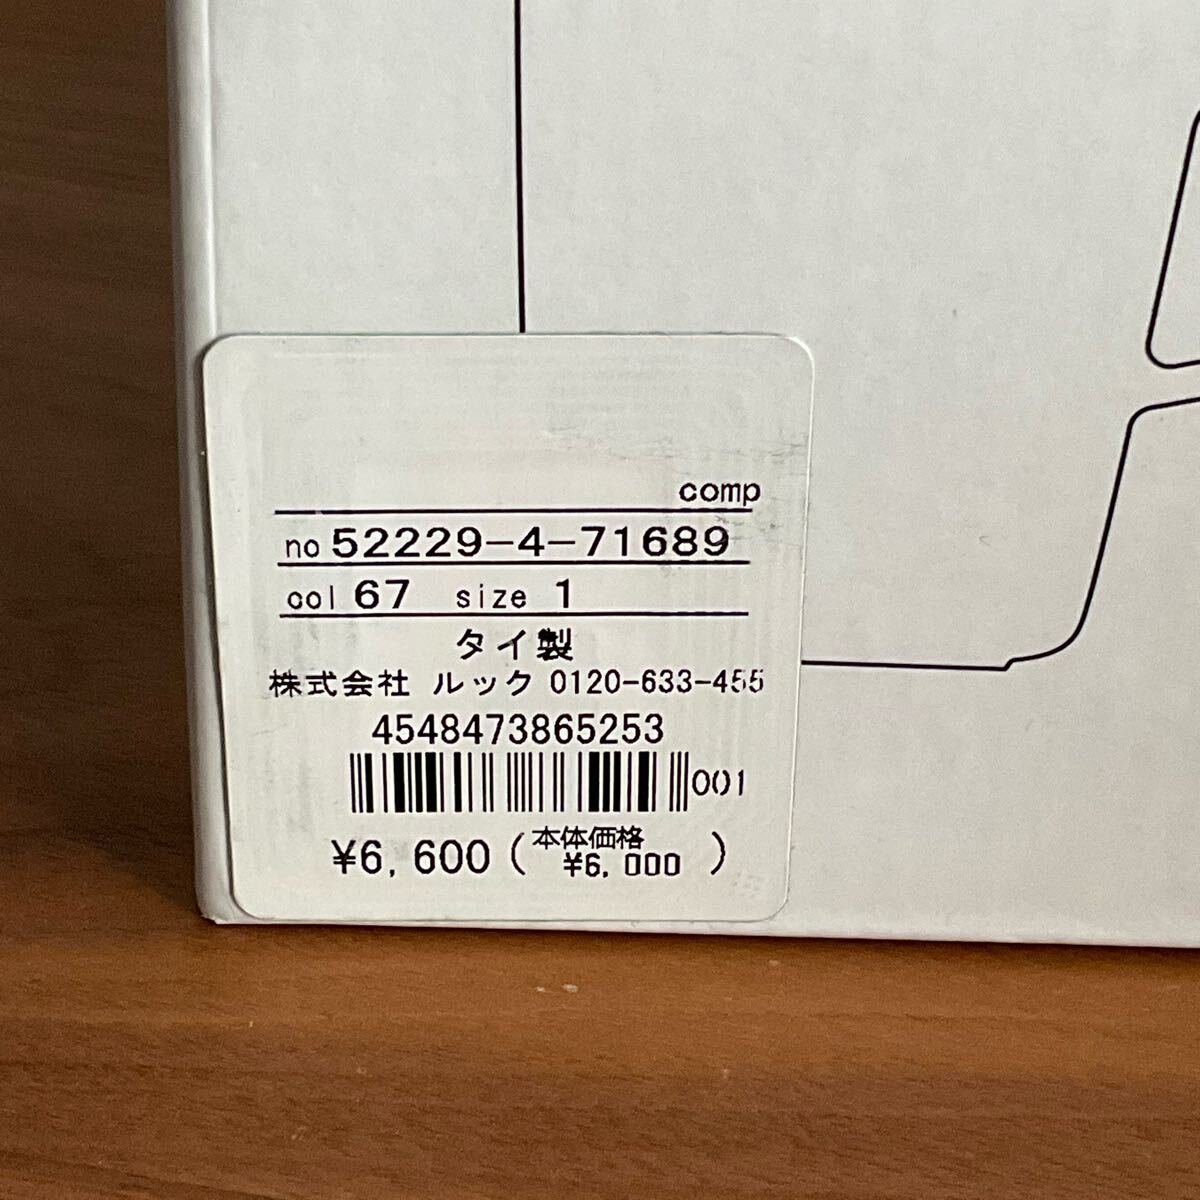 comp
no 52229-4-71689
col 67 size 1
タイ製
株式会社 ルック 0120-633-455
4548473865253
001
¥6,600 (本体価格 ¥6,000 )